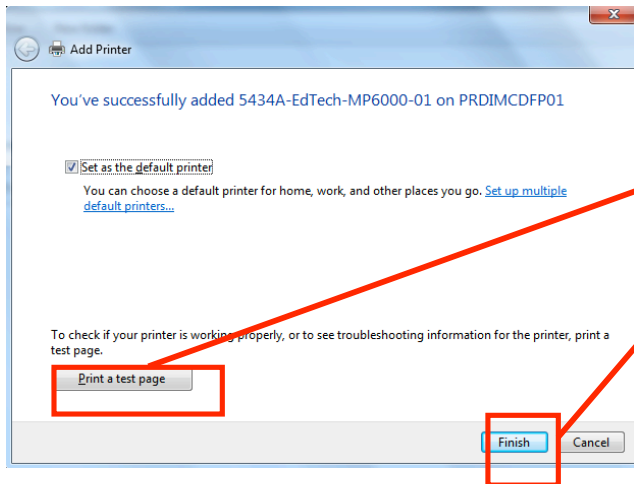 Add Printer
You've successfully added 5434A-EdTech-MP6000-01 on PRDIMCDFP01
Set as the default printer
You can choose a default printer for home, work, and other places you go. Set up multiple
default printers...
To check if your printer is working properly, or to see troubleshooting information for the printer, print a
test page.
Print a test page
Finish Cancel